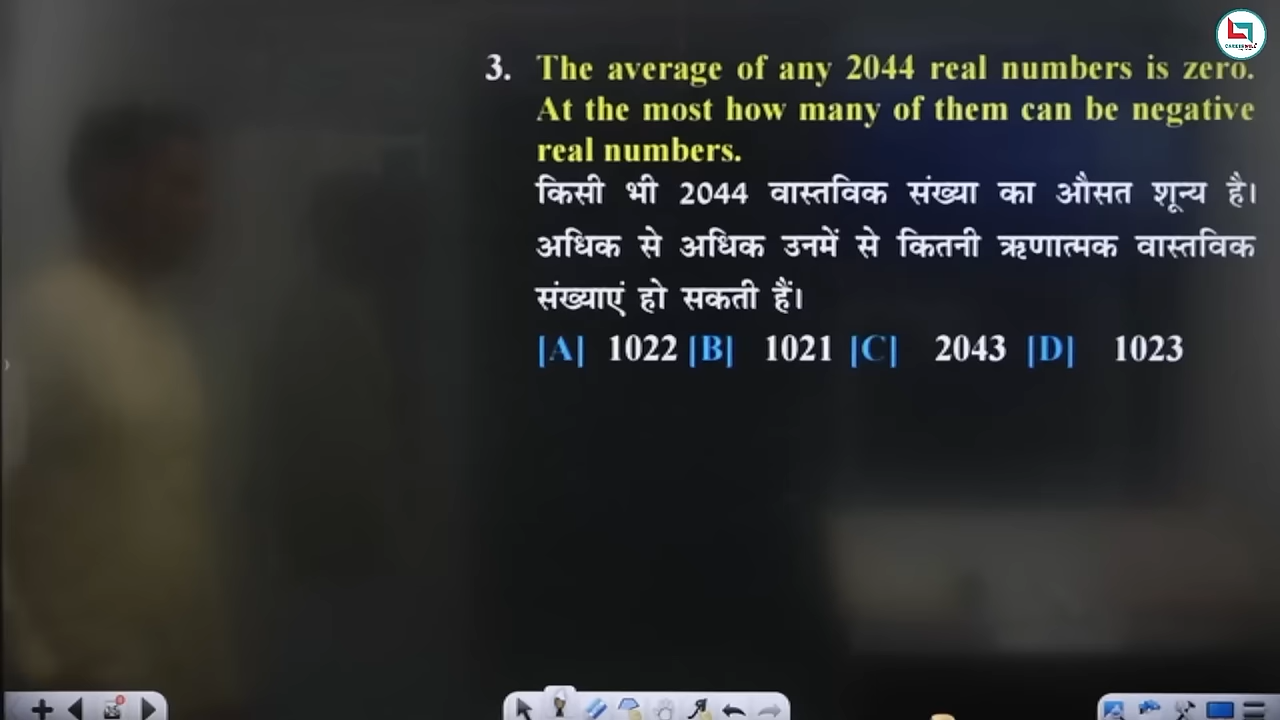 CAREERWILL
3. The average of any 2044 real numbers is zero.
At the most how many of them can be negative
real numbers.
किसी भी 2044 वास्तविक संख्या का औसत शून्य है।
अधिक से अधिक उनमें से कितनी ऋणात्मक वास्तविक
संख्याएं हो सकती हैं।
[A] 1022 [B] 1021 [C] 2043 [D] 1023